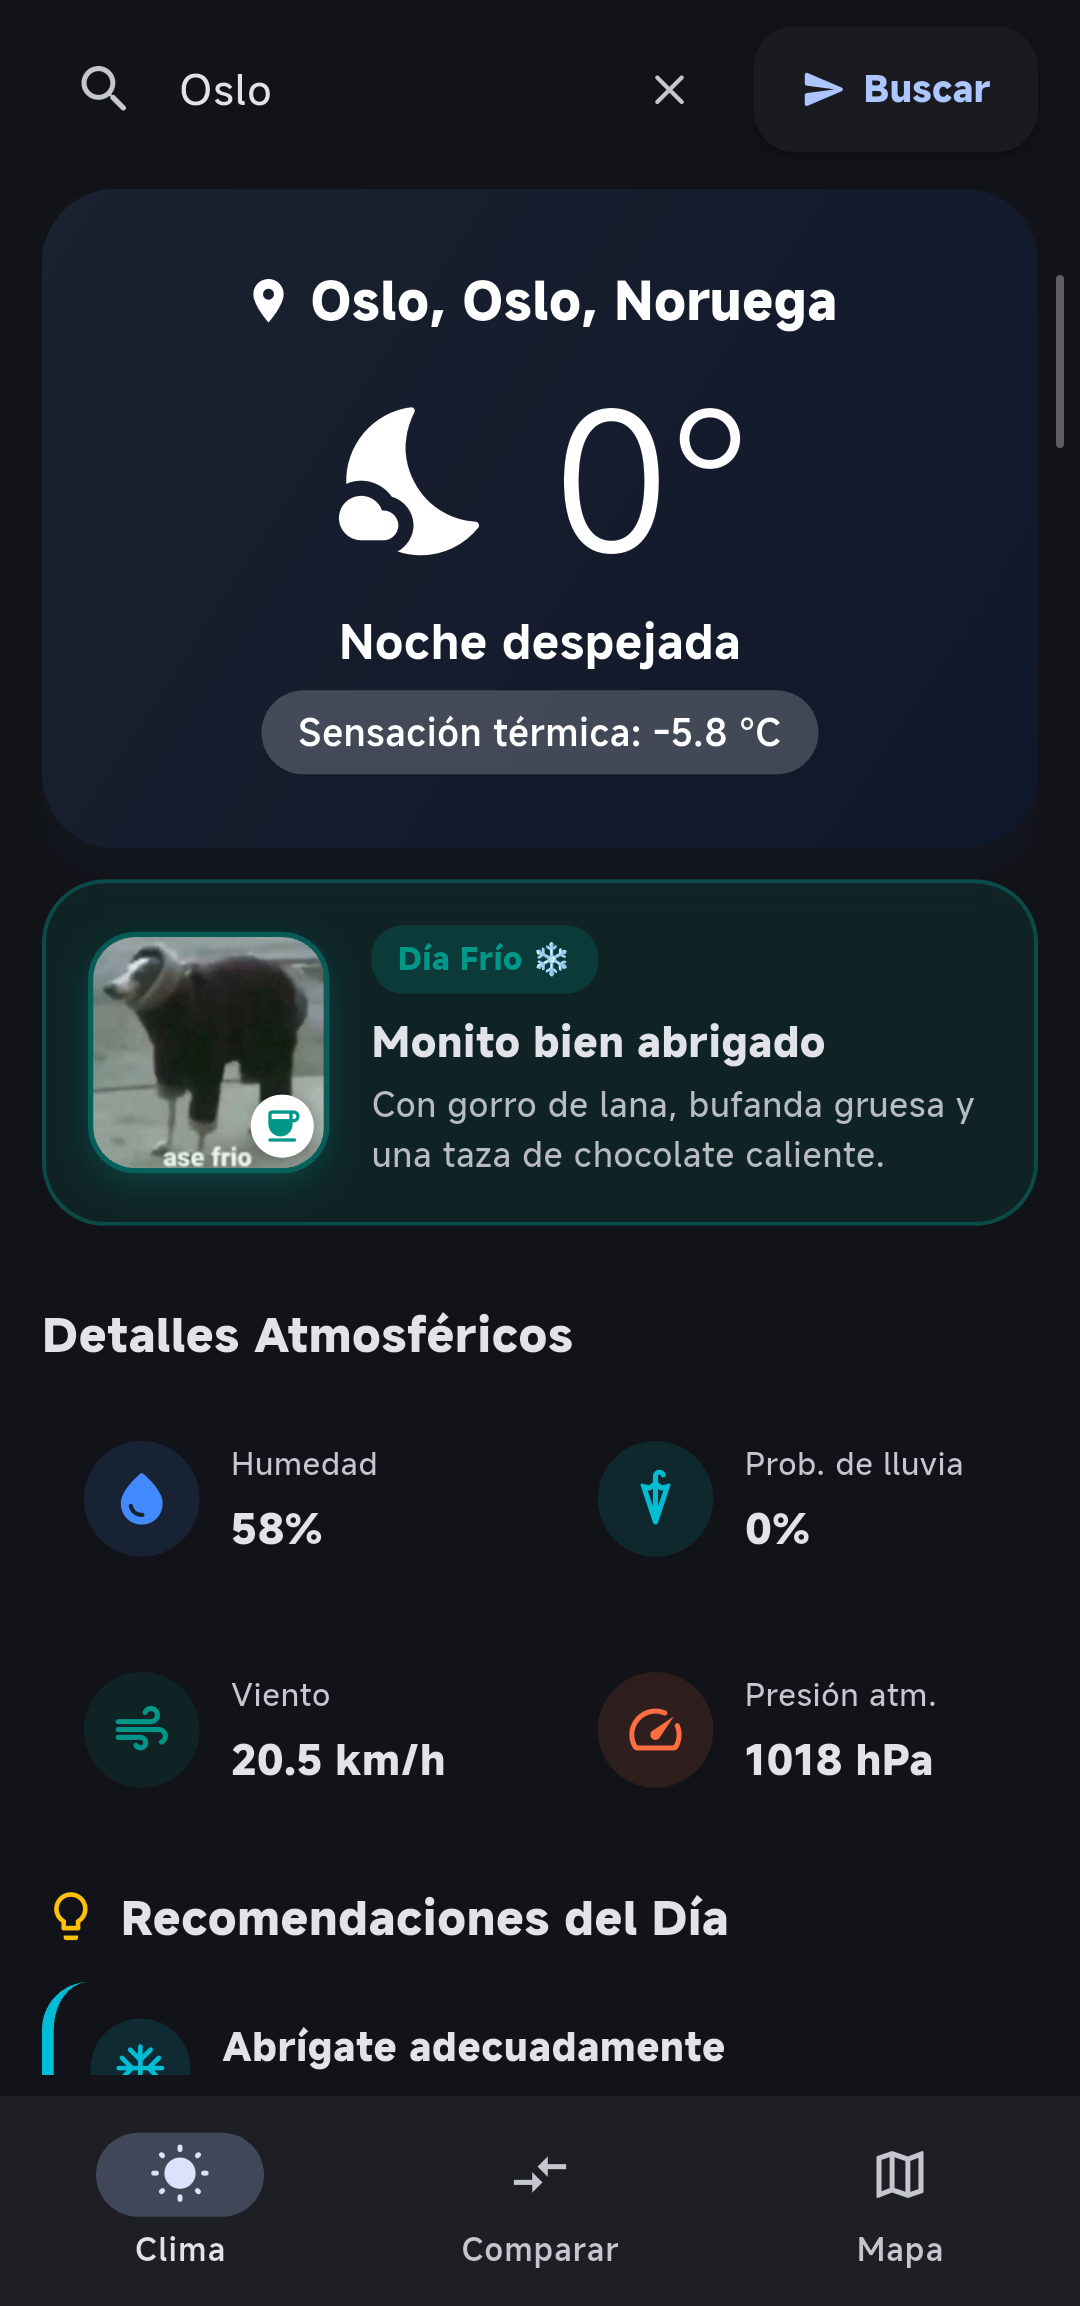 Oslo
Buscar
Oslo, Oslo, Noruega
0°
Noche despejada
Sensación térmica: -5.8 °C
ase frio
Día Frío ❄️
Monito bien abrigado
Con gorro de lana, bufanda gruesa y
una taza de chocolate caliente.
Detalles Atmosféricos
Humedad
58%
Prob. de lluvia
0%
Viento
20.5 km/h
Presión atm.
1018 hPa
Recomendaciones del Día
Abrígate adecuadamente
Clima
Comparar
Mapa